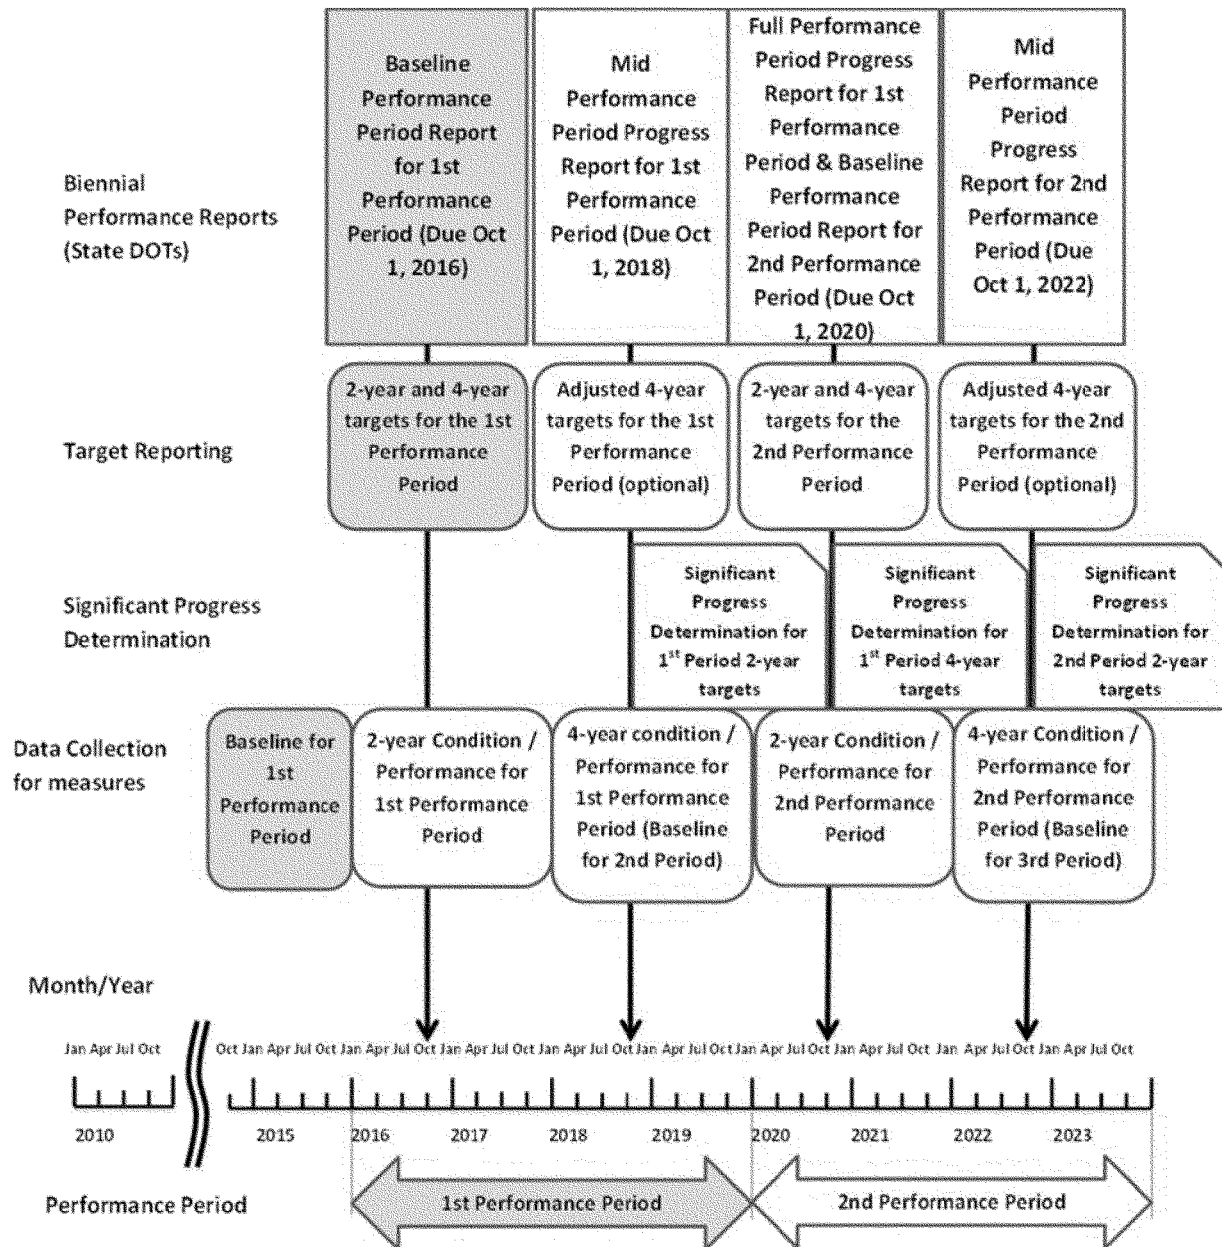 Biennial
Performance Reports
(State DOTs)
Baseline
Performance
Period Report
for 1st
Performance
Period (Due Oct
1, 2016)
Mid
Performance
Period Progress
Report for 1st
Performance
Period (Due Oct
1, 2018)
Full Performance
Period Progress
Report for 1st
Performance
Period & Baseline
Performance
Period Report for
2nd Performance
Period (Due Oct
1, 2020)
Mid
Performance
Period
Progress
Report for 2nd
Performance
Period (Due
Oct 1, 2022)
Target Reporting
2-year and 4-year
targets for the 1st
Performance
Period
Adjusted 4-year
targets for the 1st
Performance
Period (optional)
2-year and 4-year
targets for the
2nd Performance
Period
Adjusted 4-year
targets for the 2nd
Performance
Period (optional)
Significant Progress
Determination
Significant
Progress
Determination for
1st Period 2-year
targets
Significant
Progress
Determination for
1st Period 4-year
targets
Significant
Progress
Determination for
2nd Period 2-year
targets
Data Collection
for measures
Baseline for
1st
Performance
Period
2-year Condition /
Performance for
1st Performance
Period
4-year condition /
Performance for
1st Performance
Period (Baseline
for 2nd Period)
2-year Condition /
Performance for
2nd Performance
Period
4-year Condition /
Performance for
2nd Performance
Period (Baseline
for 3rd Period)
Month/Year
Jan Apr Jul Oct
Oct Jan Apr Jul Oct Jan Apr Jul Oct Jan Apr Jul Oct Jan Apr Jul Oct Jan Apr Jul Oct Jan Apr Jul Oct Jan Apr Jul Oct Jan Apr Jul Oct Jan Apr Jul Oct
2010 2015 2016 2017 2018 2019 2020 2021 2022 2023
Performance Period
1st Performance Period
2nd Performance Period